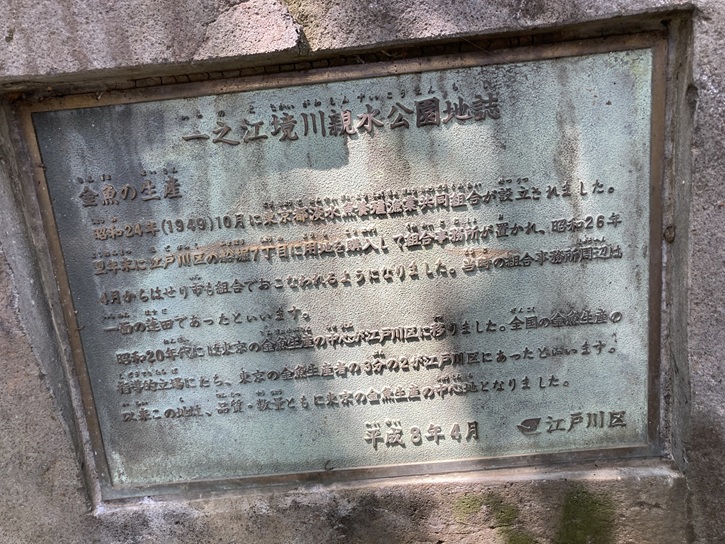 二之江境川親水公園地誌
金魚の生産
昭和24年(1949)10月に東京都淡水魚養殖漁業共同組合が設立されました。
翌年末に江戸川区の松江7丁目に用地を購入して組合事務所が置かれ、昭和26年
4月からはせり市も組合でおこなわれるようになりました。当時の組合事務所周辺は
一面の蓮田であったといいます。
昭和20年代には東京の金魚生産の中心が江戸川区に移りました。全国の金魚生産の
指導的立場にたち、東京の金魚生産者の3分の2が江戸川区にあったといいます。
以来この地は、品質・数量ともに東京の金魚生産の中心地となりました。
平成8年4月 江戸川区